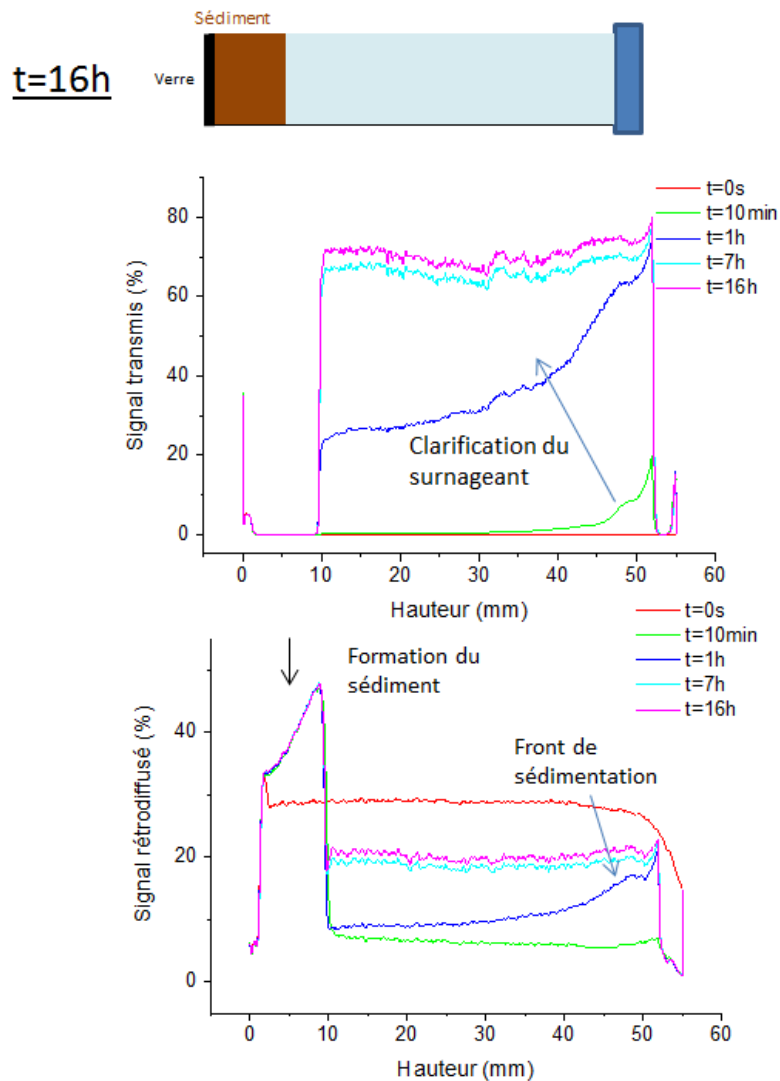 Sédiment
Verre
t=16h
t=0s
t=10min
t=1h
t=7h
t=16h
80
60
40
20
0
Signal transmis (%)
Clarification du
surnageant
0 10 20 30 40 50 60
Hauteur (mm)
t=0s
t=10min
t=1h
t=7h
t=16h
Formation du
sédiment
Front de
sédimentation
40
20
0
Signal rétrodiffusé (%)
0 10 20 30 40 50 60
Hauteur (mm)